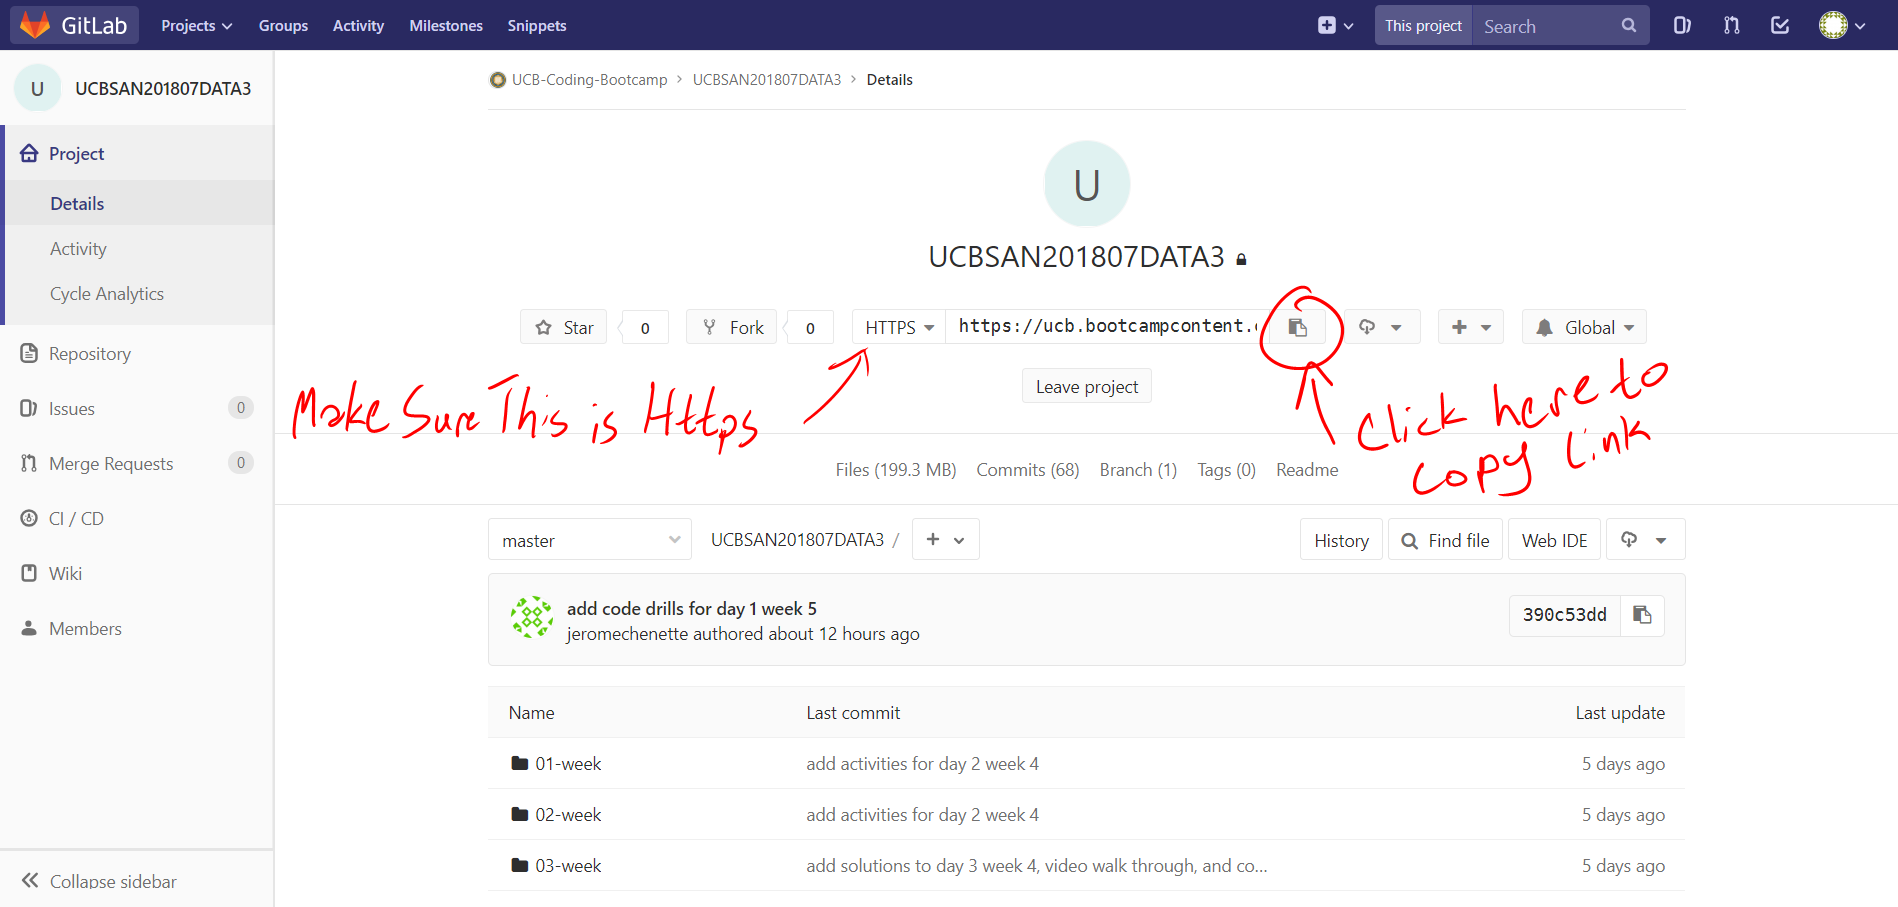 GitLab Projects Groups Activity Milestones Snippets This project Search
U UCBSAN201807DATA3
Project
Details
Activity
Cycle Analytics
Repository
Issues 0
Merge Requests 0
CI / CD
Wiki
Members
Collapse sidebar
UCB-Coding-Bootcamp > UCBSAN201807DATA3 > Details
U
UCBSAN201807DATA3
Star 0 Fork 0 HTTPS https://ucb.bootcampcontent. Global
Leave project
Make Sure This is Https
Click here to
copy link
Files (199.3 MB) Commits (68) Branch (1) Tags (0) Readme
master UCBSAN201807DATA3 / + History Find file Web IDE
add code drills for day 1 week 5
jeromechenette authored about 12 hours ago
390c53dd
Name Last commit Last update
01-week add activities for day 2 week 4 5 days ago
02-week add activities for day 2 week 4 5 days ago
03-week add solutions to day 3 week 4, video walk through, and co... 5 days ago